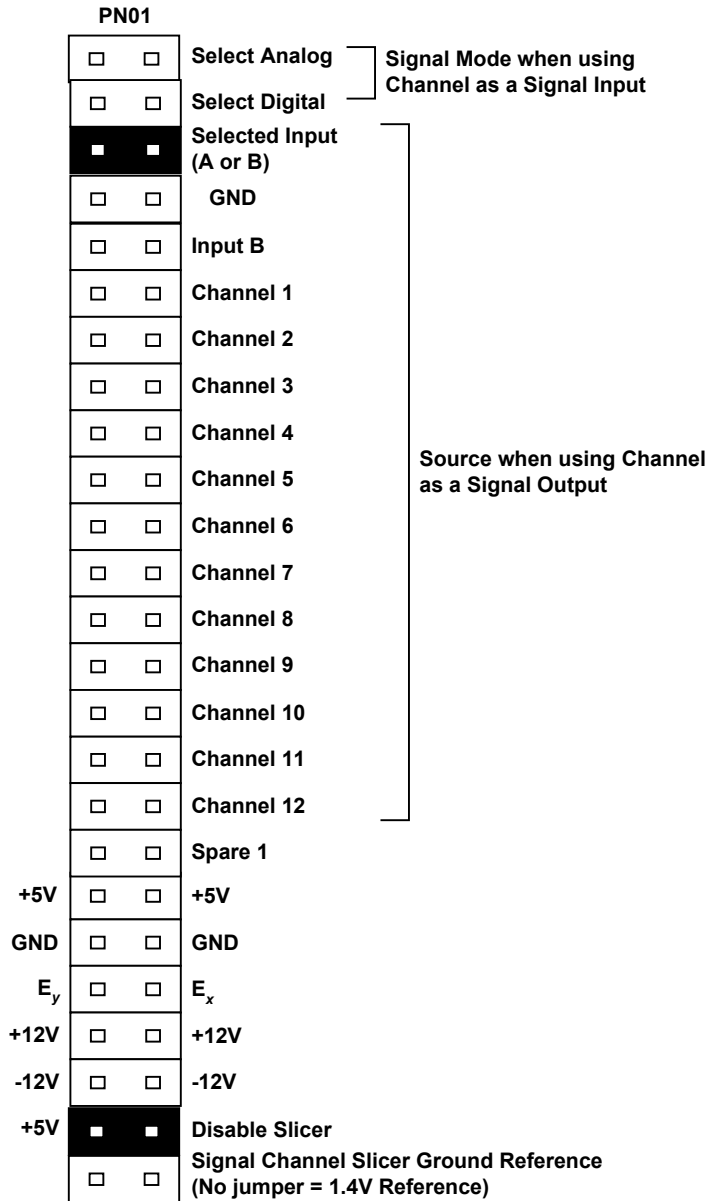 PN01
Select Analog
Signal Mode when using
Channel as a Signal Input
Select Digital
Selected Input
(A or B)
GND
Input B
Channel 1
Channel 2
Channel 3
Channel 4
Channel 5
Source when using Channel
as a Signal Output
Channel 6
Channel 7
Channel 8
Channel 9
Channel 10
Channel 11
Channel 12
Spare 1
+5V +5V
GND GND
Ey Ex
+12V +12V
-12V -12V
+5V Disable Slicer
Signal Channel Slicer Ground Reference
(No jumper = 1.4V Reference)